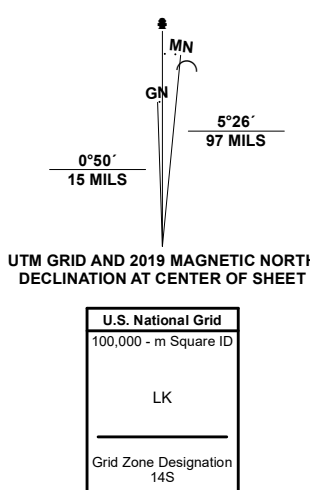 MN
GN
5°26´
97 MILS
0°50´
15 MILS
UTM GRID AND 2019 MAGNETIC NORTH
DECLINATION AT CENTER OF SHEET
U.S. National Grid
100,000 - m Square ID
LK
Grid Zone Designation
14S